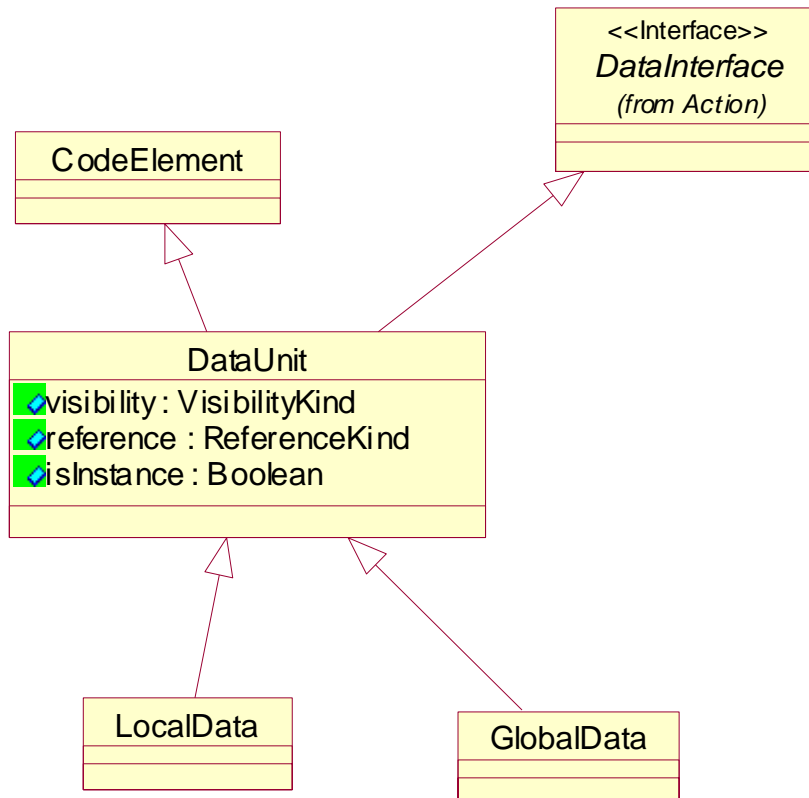 <<Interface>>
DataInterface
(from Action)
CodeElement
DataUnit
visibility : VisibilityKind
reference : ReferenceKind
isInstance : Boolean
LocalData
GlobalData